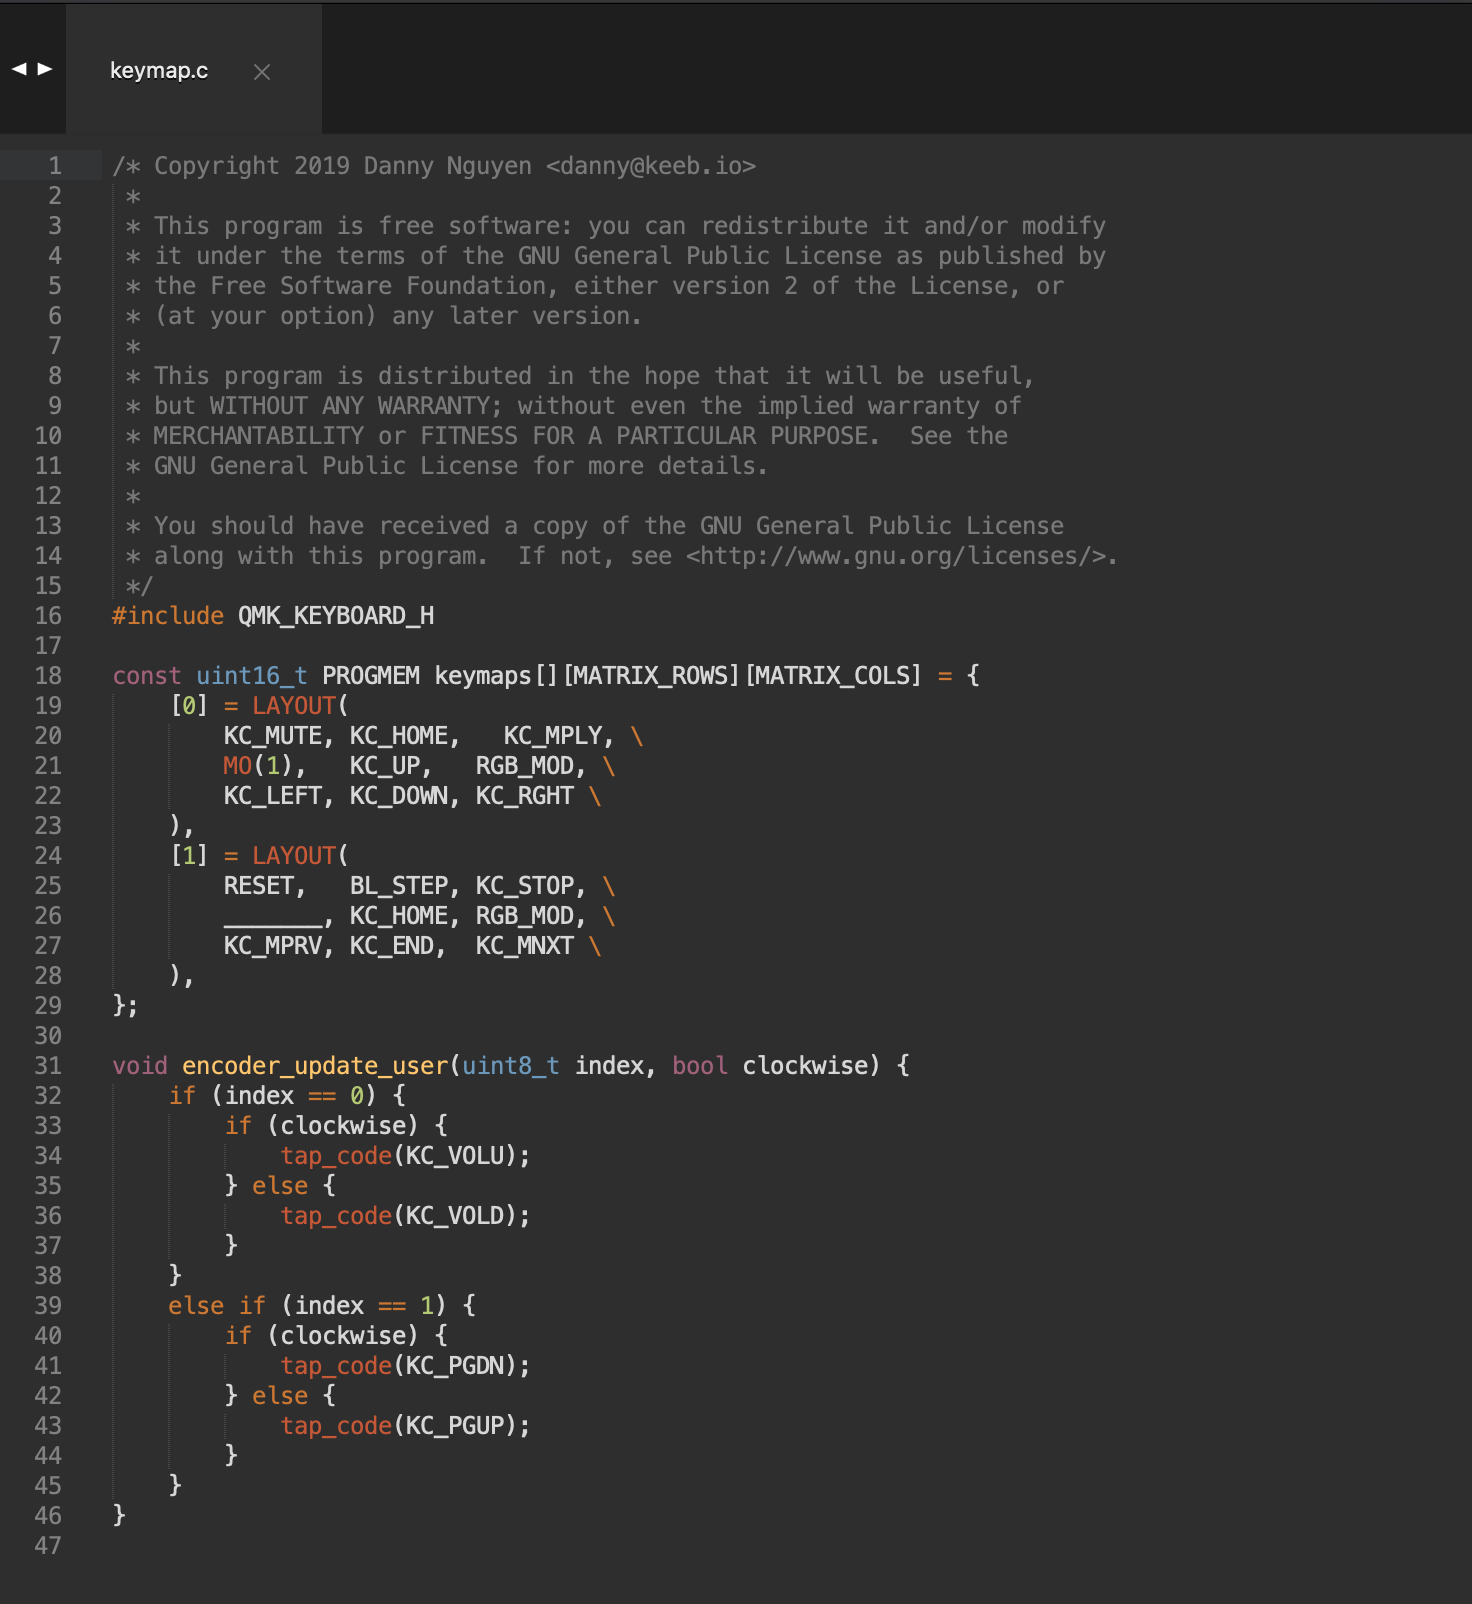 keymap.c
1 /* Copyright 2019 Danny Nguyen <danny@keeb.io>
2  *
3  * This program is free software: you can redistribute it and/or modify
4  * it under the terms of the GNU General Public License as published by
5  * the Free Software Foundation, either version 2 of the License, or
6  * (at your option) any later version.
7  *
8  * This program is distributed in the hope that it will be useful,
9  * but WITHOUT ANY WARRANTY; without even the implied warranty of
10  * MERCHANTABILITY or FITNESS FOR A PARTICULAR PURPOSE.  See the
11  * GNU General Public License for more details.
12  *
13  * You should have received a copy of the GNU General Public License
14  * along with this program.  If not, see <http://www.gnu.org/licenses/>.
15  */
16 #include QMK_KEYBOARD_H
17
18 const uint16_t PROGMEM keymaps[][MATRIX_ROWS][MATRIX_COLS] = {
19     [0] = LAYOUT(
20         KC_MUTE, KC_HOME,   KC_MPLY, \
21         MO(1),   KC_UP,   RGB_MOD, \
22         KC_LEFT, KC_DOWN, KC_RGHT \
23     ),
24     [1] = LAYOUT(
25         RESET,   BL_STEP, KC_STOP, \
26         _______, KC_HOME, RGB_MOD, \
27         KC_MPRV, KC_END,  KC_MNXT \
28     ),
29 };
30
31 void encoder_update_user(uint8_t index, bool clockwise) {
32     if (index == 0) {
33         if (clockwise) {
34             tap_code(KC_VOLU);
35         } else {
36             tap_code(KC_VOLD);
37         }
38     }
39     else if (index == 1) {
40         if (clockwise) {
41             tap_code(KC_PGDN);
42         } else {
43             tap_code(KC_PGUP);
44         }
45     }
46 }
47